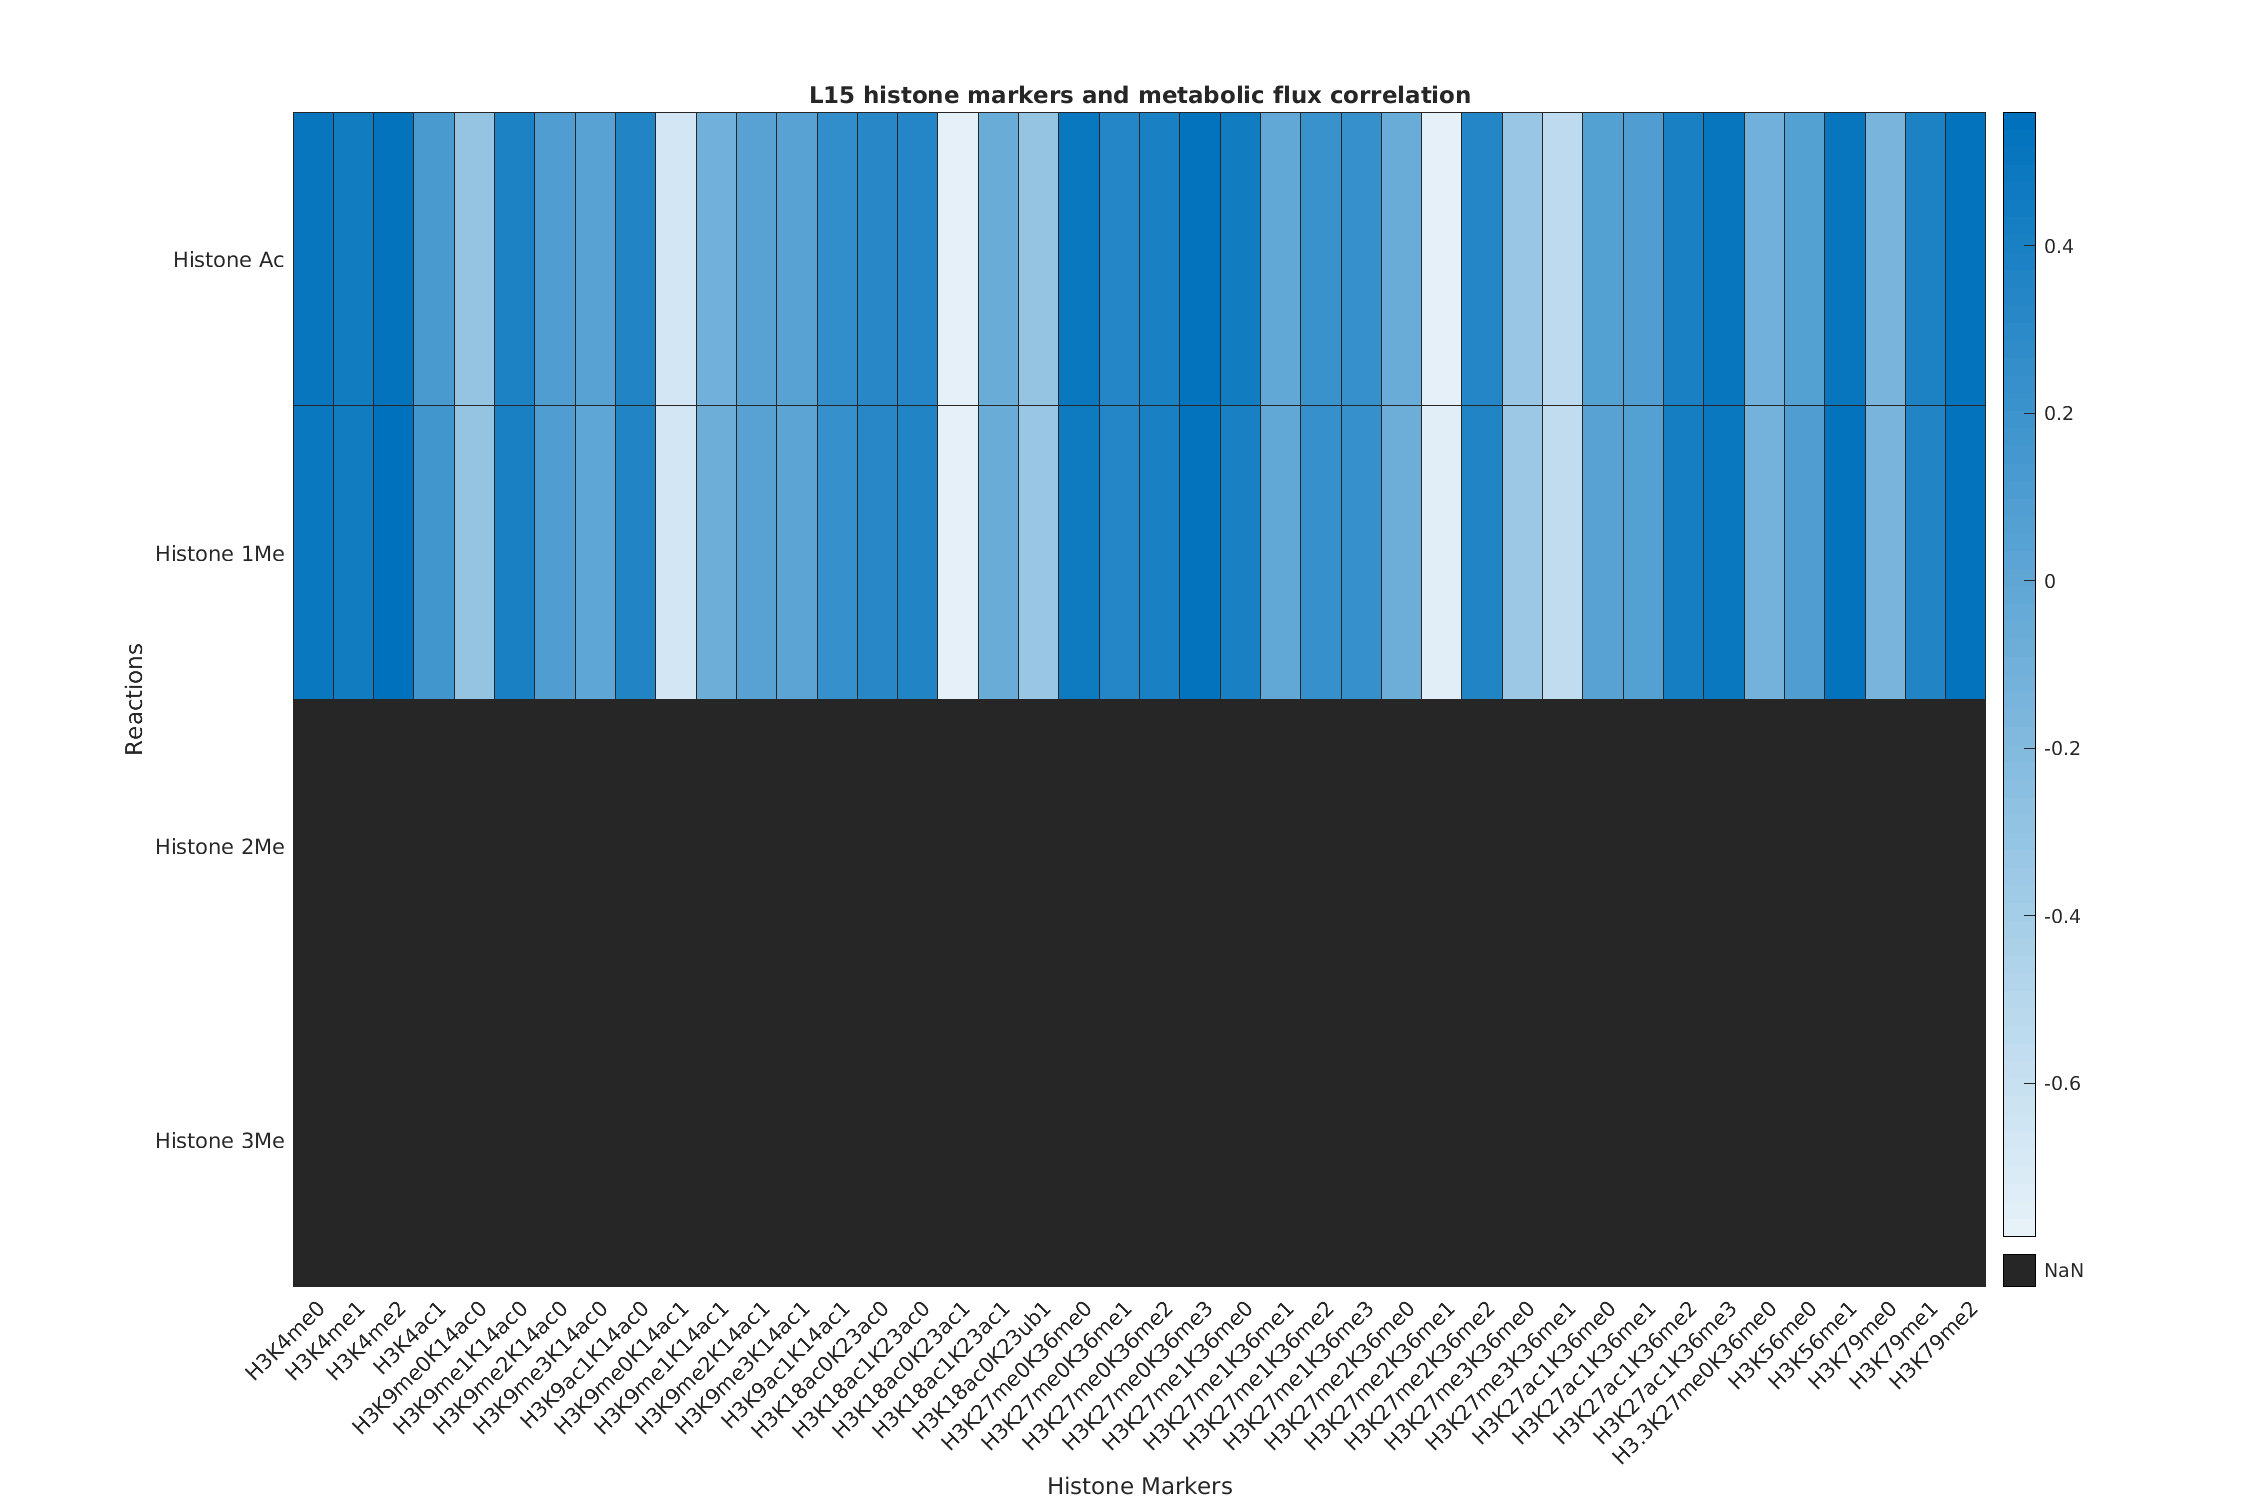 L15 histone markers and metabolic flux correlation
Histone Ac
Histone 1Me
Histone 2Me
Histone 3Me
Reactions
0.4
0.2
0
-0.2
-0.4
-0.6
NaN
H3K4me0
H3K4me1
H3K4me2
H3K4ac1
H3K9me0K14ac0
H3K9me1K14ac0
H3K9me2K14ac0
H3K9me3K14ac0
H3K9ac1K14ac0
H3K9me0K14ac1
H3K9me1K14ac1
H3K9me2K14ac1
H3K9me3K14ac1
H3K9ac1K14ac1
H3K18ac0K23ac0
H3K18ac1K23ac0
H3K18ac0K23ac1
H3K18ac1K23ac1
H3K18ac0K23ub1
H3K27me0K36me0
H3K27me0K36me1
H3K27me0K36me2
H3K27me0K36me3
H3K27me1K36me0
H3K27me1K36me1
H3K27me1K36me2
H3K27me1K36me3
H3K27me2K36me0
H3K27me2K36me1
H3K27me2K36me2
H3K27me3K36me0
H3K27me3K36me1
H3K27ac1K36me0
H3K27ac1K36me1
H3K27ac1K36me2
H3K27ac1K36me3
H3.3K27me0K36me0
H3K56me0
H3K56me1
H3K79me0
H3K79me1
H3K79me2
Histone Markers